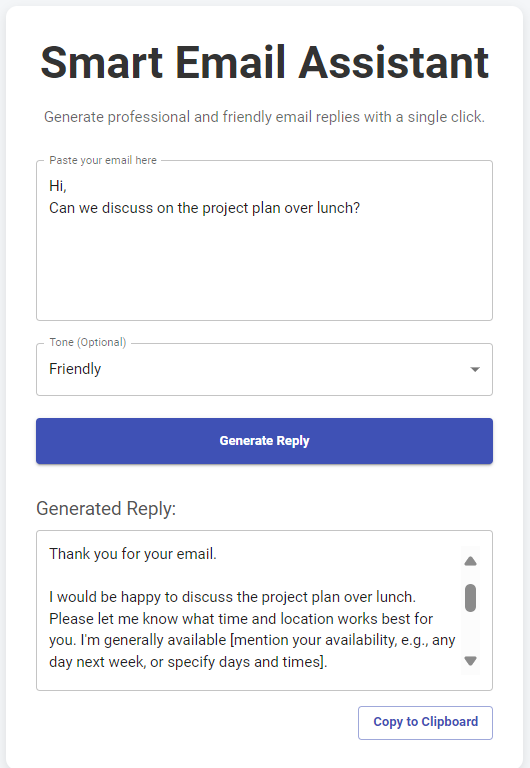 Smart Email Assistant
Generate professional and friendly email replies with a single click.
Paste your email here
Hi,
Can we discuss on the project plan over lunch?
Tone (Optional)
Friendly
Generate Reply
Generated Reply:
Thank you for your email.
I would be happy to discuss the project plan over lunch.
Please let me know what time and location works best for
you. I'm generally available [mention your availability, e.g., any
day next week, or specify days and times].
Copy to Clipboard